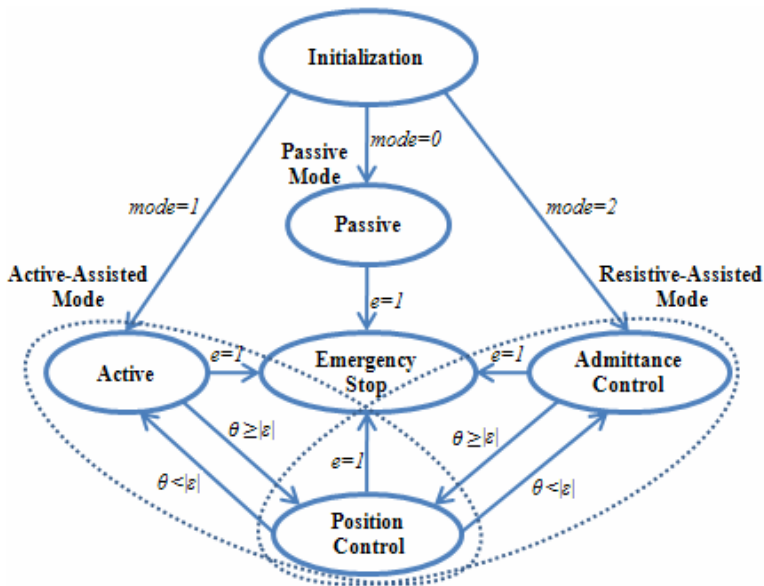 Initialization
mode=0
Passive
Mode
mode=1
mode=2
Passive
Active-Assisted
Mode
Resistive-Assisted
Mode
e=1
e=1
e=1
Active
Emergency
Stop
Admittance
Control
θ≥|ε|
θ≥|ε|
e=1
θ<|ε|
θ<|ε|
Position
Control